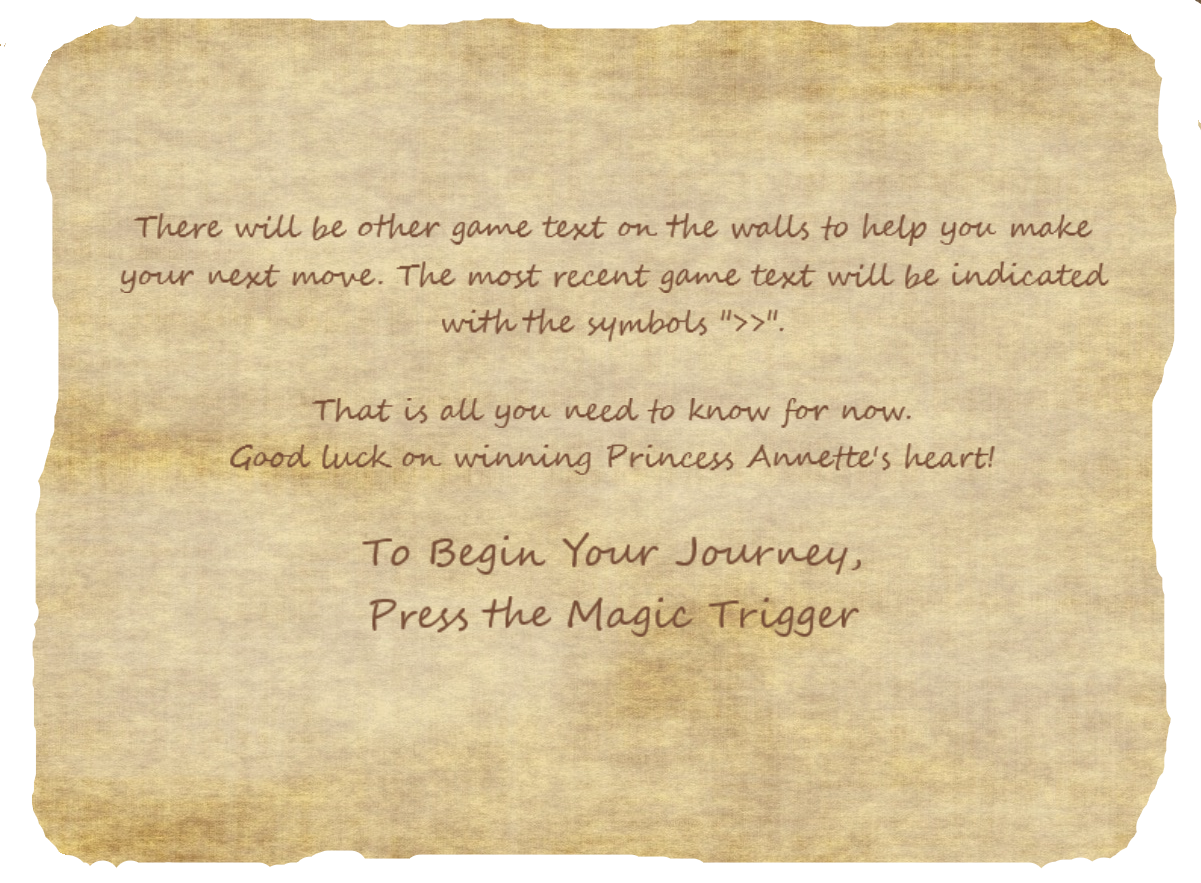 There will be other game text on the walls to help you make
your next move. The most recent game text will be indicated
with the symbols ">>".
That is all you need to know for now.
Good luck on winning Princess Annette's heart!
To Begin Your Journey,
Press the Magic Trigger